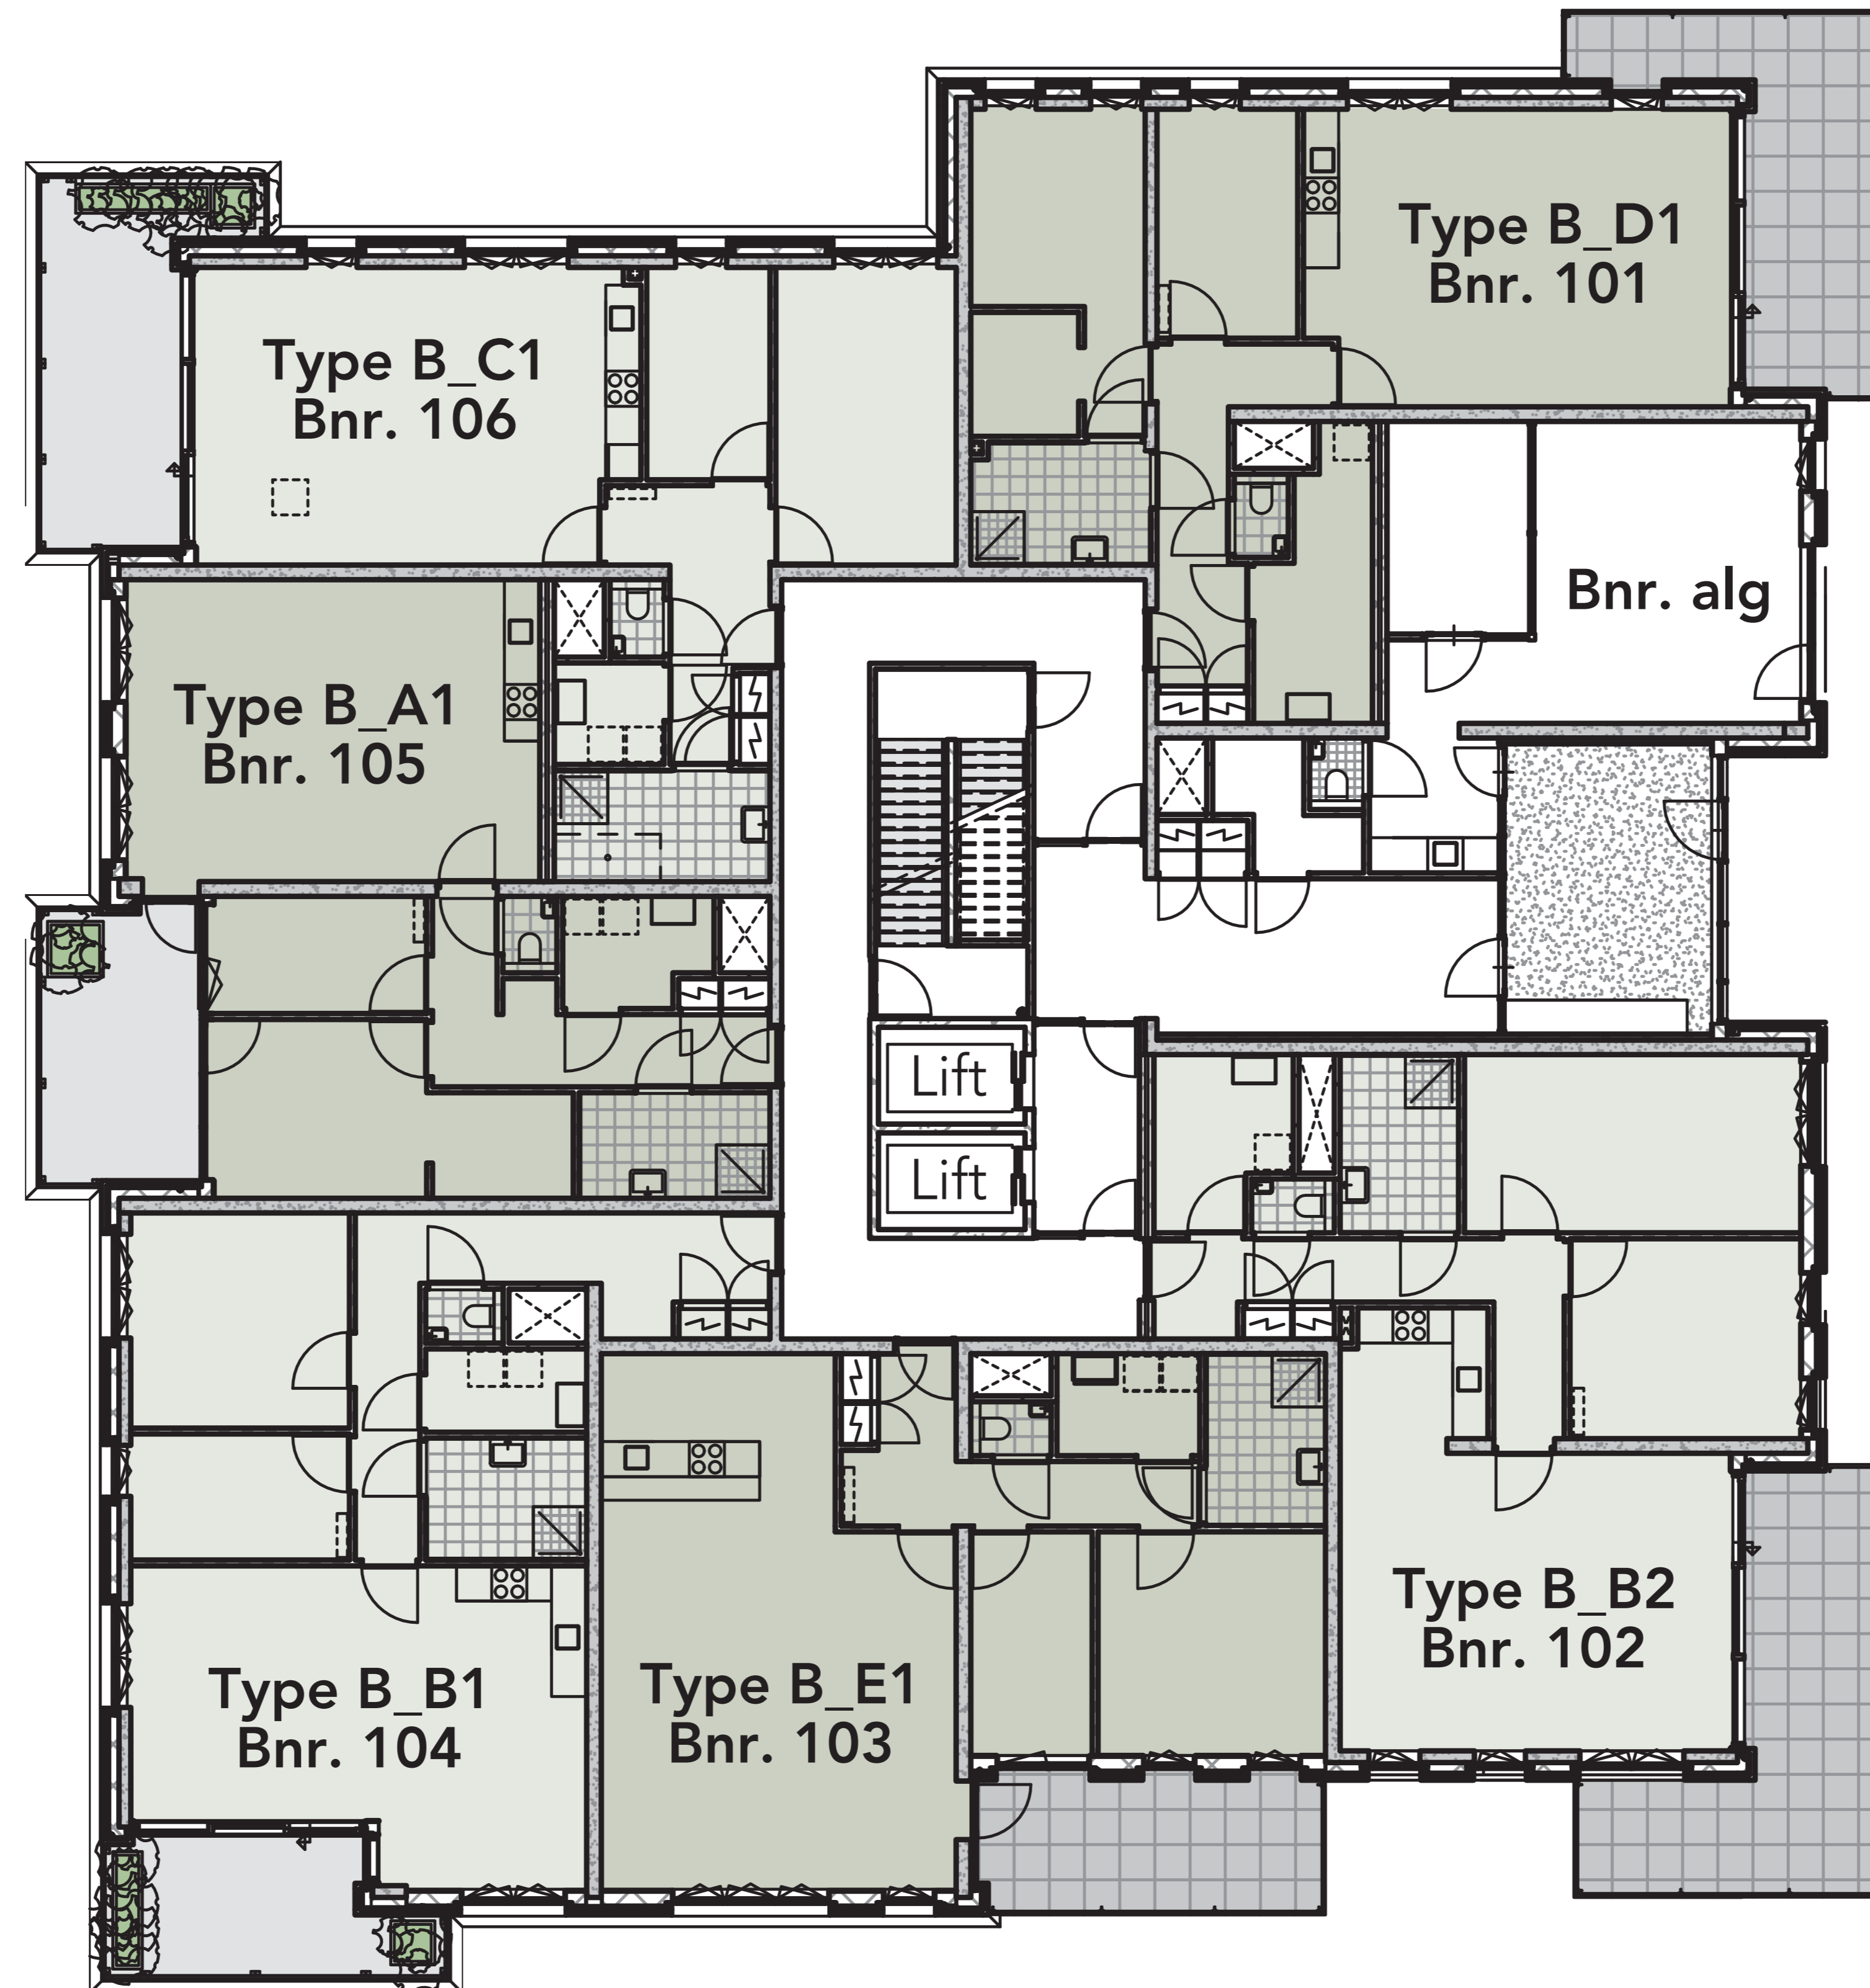 Type B_D1
Bnr. 101
Type B_C1
Bnr. 106
Bnr. alg
Type B_A1
Bnr. 105
Lift
Lift
Type B_B2
Bnr. 102
Type B_B1
Bnr. 104
Type B_E1
Bnr. 103